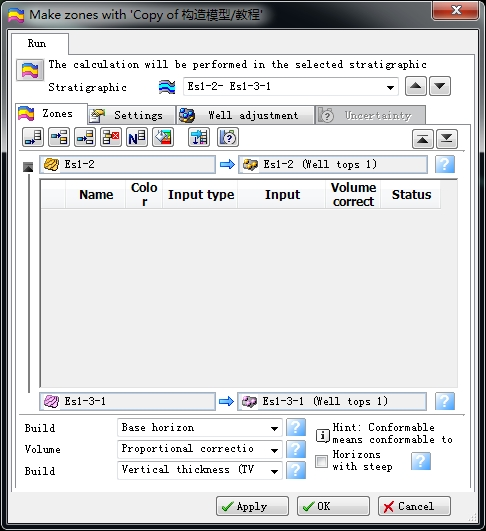 Make zones with 'Copy of 构造模型/教程'
Run
The calculation will be performed in the selected stratigraphic
Stratigraphic Es1-2- Es1-3-1
Zones Settings Well adjustment Uncertainty
Es1-2 Es1-2 (Well tops 1)
Name Colo
r Input type Input Volume
correct Status
Es1-3-1 Es1-3-1 (Well tops 1)
Build Base horizon
Volume Proportional correctio
Build Vertical thickness (TV
Hint: Conformable
means conformable to
Horizons
with steep
Apply OK Cancel